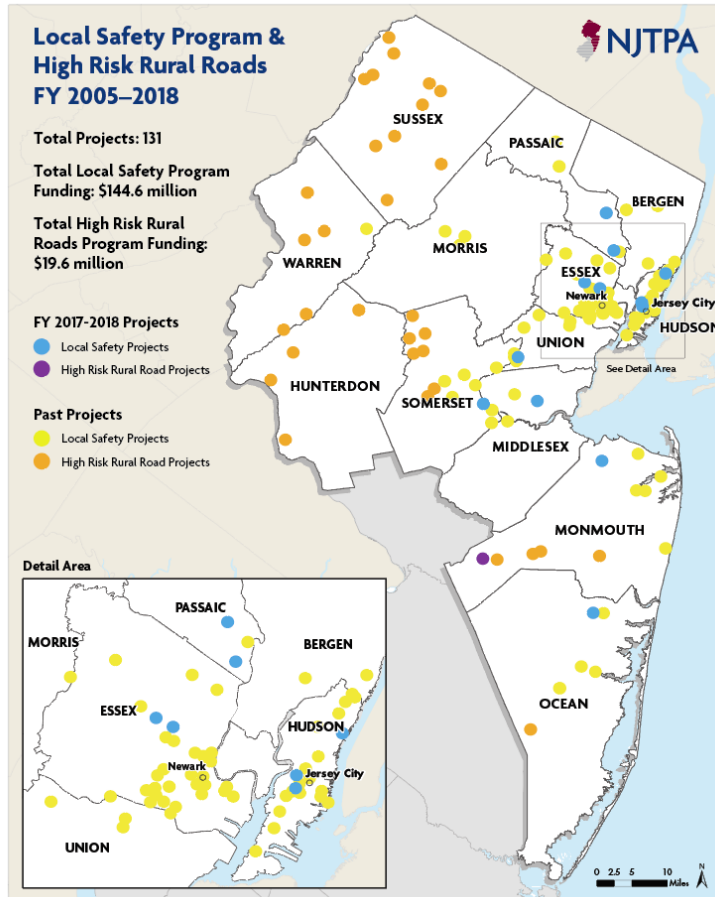 Local Safety Program &
High Risk Rural Roads
FY 2005–2018
NJTPA
Total Projects: 131
Total Local Safety Program
Funding: $144.6 million
Total High Risk Rural
Roads Program Funding:
$19.6 million
FY 2017-2018 Projects
Local Safety Projects
High Risk Rural Projects
Past Projects
Local Safety Projects
High Risk Rural Road Projects
SUSSEX
PASSAIC
BERGEN
WARREN
MORRIS
ESSEX
Newark
Jersey City
HUDSON
UNION
See Detail Area
HUNTERDON
SOMERSET
MIDDLESEX
MONMOUTH
OCEAN
Detail Area
PASSAIC
MORRIS
BERGEN
ESSEX
HUDSON
Newark
Jersey City
UNION
0 2.5 5 10
Miles
N